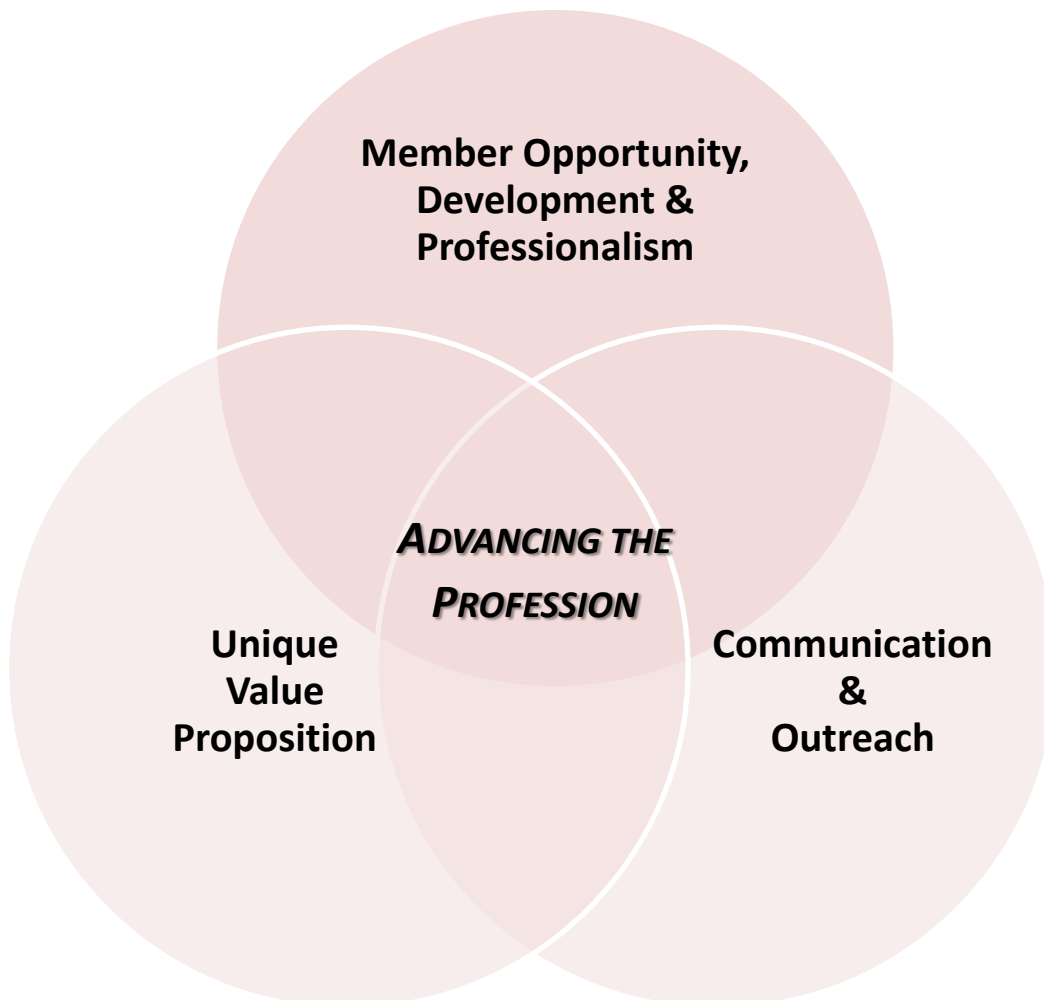 Member Opportunity,
Development &
Professionalism
ADVANCING THE
PROFESSION
Unique
Value
Proposition
Communication
&
Outreach